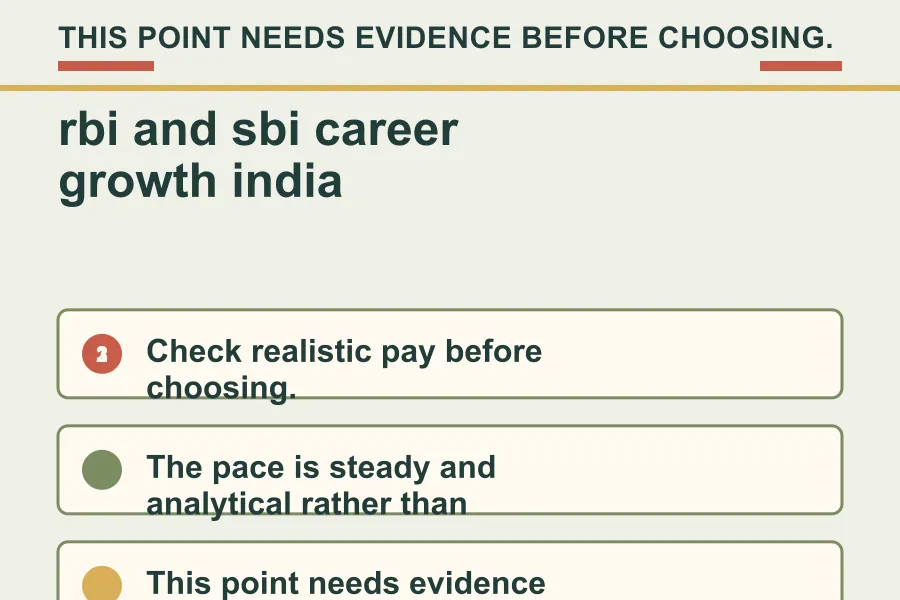 THIS POINT NEEDS EVIDENCE BEFORE CHOOSING.
rbi and sbi career
growth india
Check realistic pay before
choosing.
The pace is steady and
analytical rather than
This point needs evidence